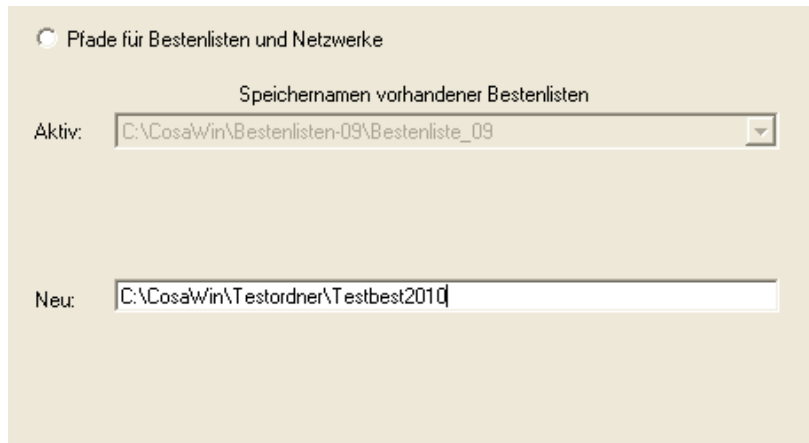 Pfade für Bestenlisten und Netzwerke
Speichernamen vorhandener Bestenlisten
Aktiv: C:\CosaWin\Bestenlisten-09\Bestenliste_09
Neu: C:\CosaWin\Testordner\Testbest2010